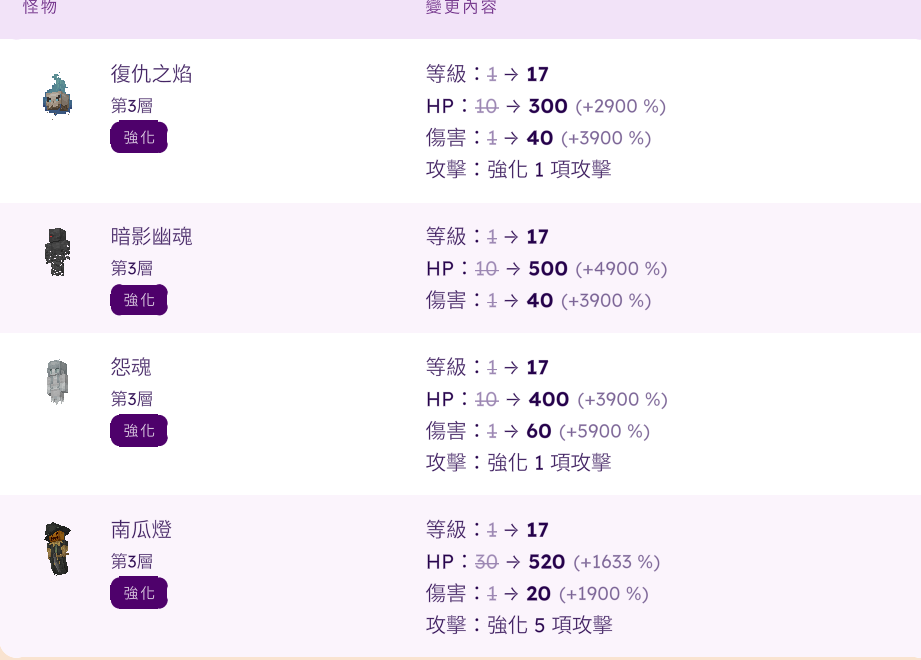 怪物
變更內容
復仇之焰
第3層
強化
等級：1 → 17
HP：10 → 300 (+2900 %)
傷害：1 → 40 (+3900 %)
攻擊：強化 1 項攻擊
暗影幽魂
第3層
強化
等級：1 → 17
HP：10 → 500 (+4900 %)
傷害：1 → 40 (+3900 %)
怨魂
第3層
強化
等級：1 → 17
HP：10 → 400 (+3900 %)
傷害：1 → 60 (+5900 %)
攻擊：強化 1 項攻擊
南瓜燈
第3層
強化
等級：1 → 17
HP：30 → 520 (+1633 %)
傷害：1 → 20 (+1900 %)
攻擊：強化 5 項攻擊